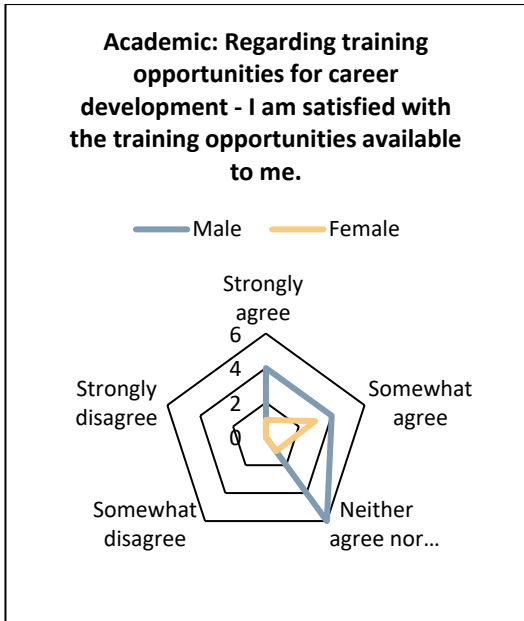 Academic: Regarding training
opportunities for career
development - I am satisfied with
the training opportunities available
to me.
Male Female
Strongly
agree
6
4
2
0
Somewhat
agree
Neither
agree nor...
Somewhat
disagree
Strongly
disagree